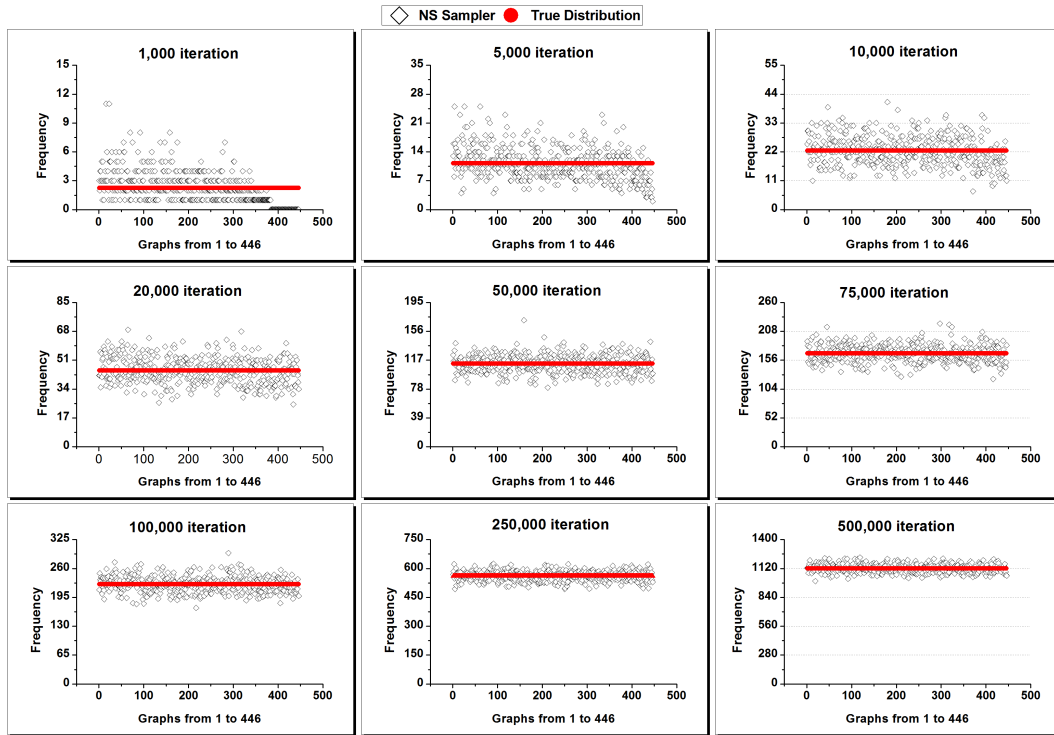 NS Sampler True Distribution
1,000 iteration
15
12
9
6
3
0
Frequency
0 100 200 300 400 500
Graphs from 1 to 446
5,000 iteration
35
28
21
14
7
0
Frequency
0 100 200 300 400 500
Graphs from 1 to 446
10,000 iteration
55
44
33
22
11
0
Frequency
0 100 200 300 400 500
Graphs from 1 to 446
20,000 iteration
85
68
51
34
17
0
Frequency
0 100 200 300 400 500
Graphs from 1 to 446
50,000 iteration
195
156
117
78
39
0
Frequency
0 100 200 300 400 500
Graphs from 1 to 446
75,000 iteration
260
208
156
104
52
0
Frequency
0 100 200 300 400 500
Graphs from 1 to 446
100,000 iteration
325
260
195
130
65
0
Frequency
0 100 200 300 400 500
Graphs from 1 to 446
250,000 iteration
750
600
450
300
150
0
Frequency
0 100 200 300 400 500
Graphs from 1 to 446
500,000 iteration
1400
1120
840
560
280
0
Frequency
0 100 200 300 400 500
Graphs from 1 to 446